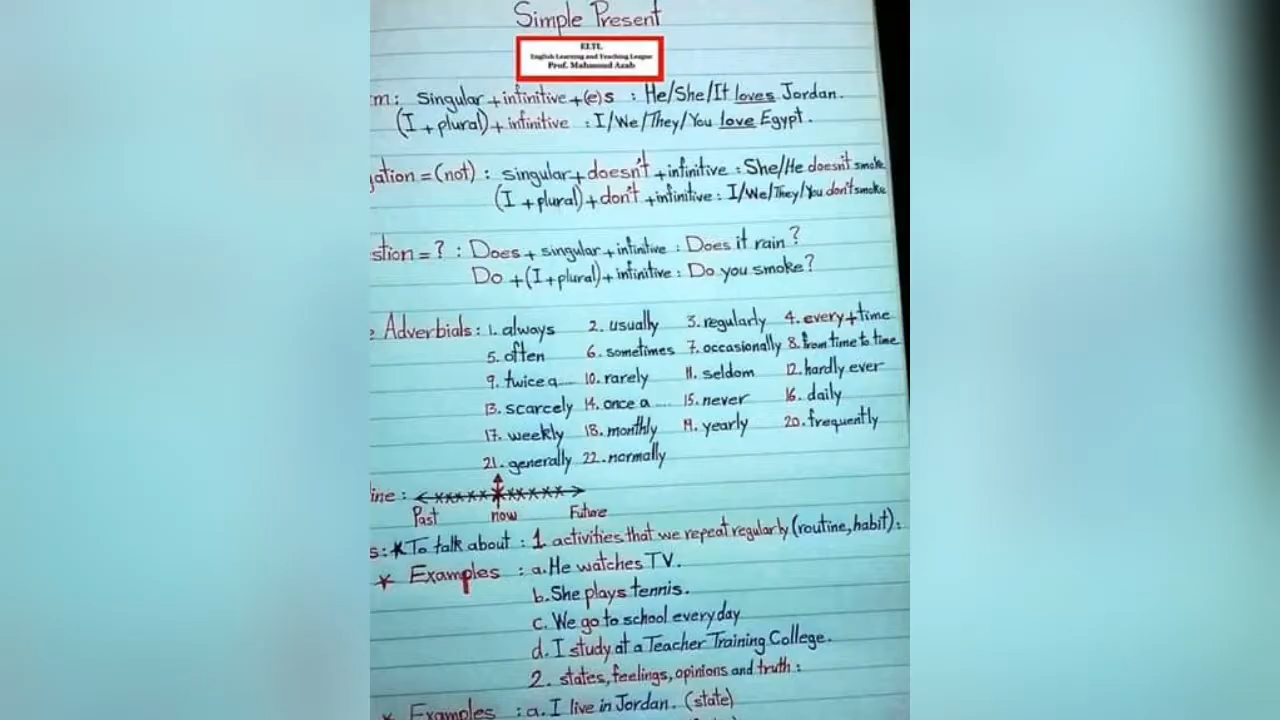 Simple Present
ELTL
English Learning and Teaching League
Prof. Mahmoud Azab
m: singular + infinitive + (e)s : He/She/It loves Jordan.
(I + plural) + infinitive : I/We/They/You love Egypt.
gation = (not) : singular + doesn't + infinitive : She/He doesn't smoke
(I + plural) + don't + infinitive : I/We/They/You don't smoke
stion = ? : Does + singular + infinitive : Does it rain?
Do + (I + plural) + infinitive : Do you smoke?
e Adverbials : 1. always 2. usually 3. regularly 4. every + time
5. often 6. sometimes 7. occasionally 8. from time to time
9. twice a .... 10. rarely 11. seldom 12. hardly ever
13. scarcely 14. once a .... 15. never 16. daily
17. weekly 18. monthly 19. yearly 20. frequently
21. generally 22. normally
ine :
Past now Future
s : * To talk about : 1. activities that we repeat regularly (routine, habit) :
* Examples : a. He watches TV.
b. She plays tennis.
c. We go to school everyday
d. I study at a Teacher Training College.
2. states, feelings, opinions and truth :
* Examples : a. I live in Jordan. (state)